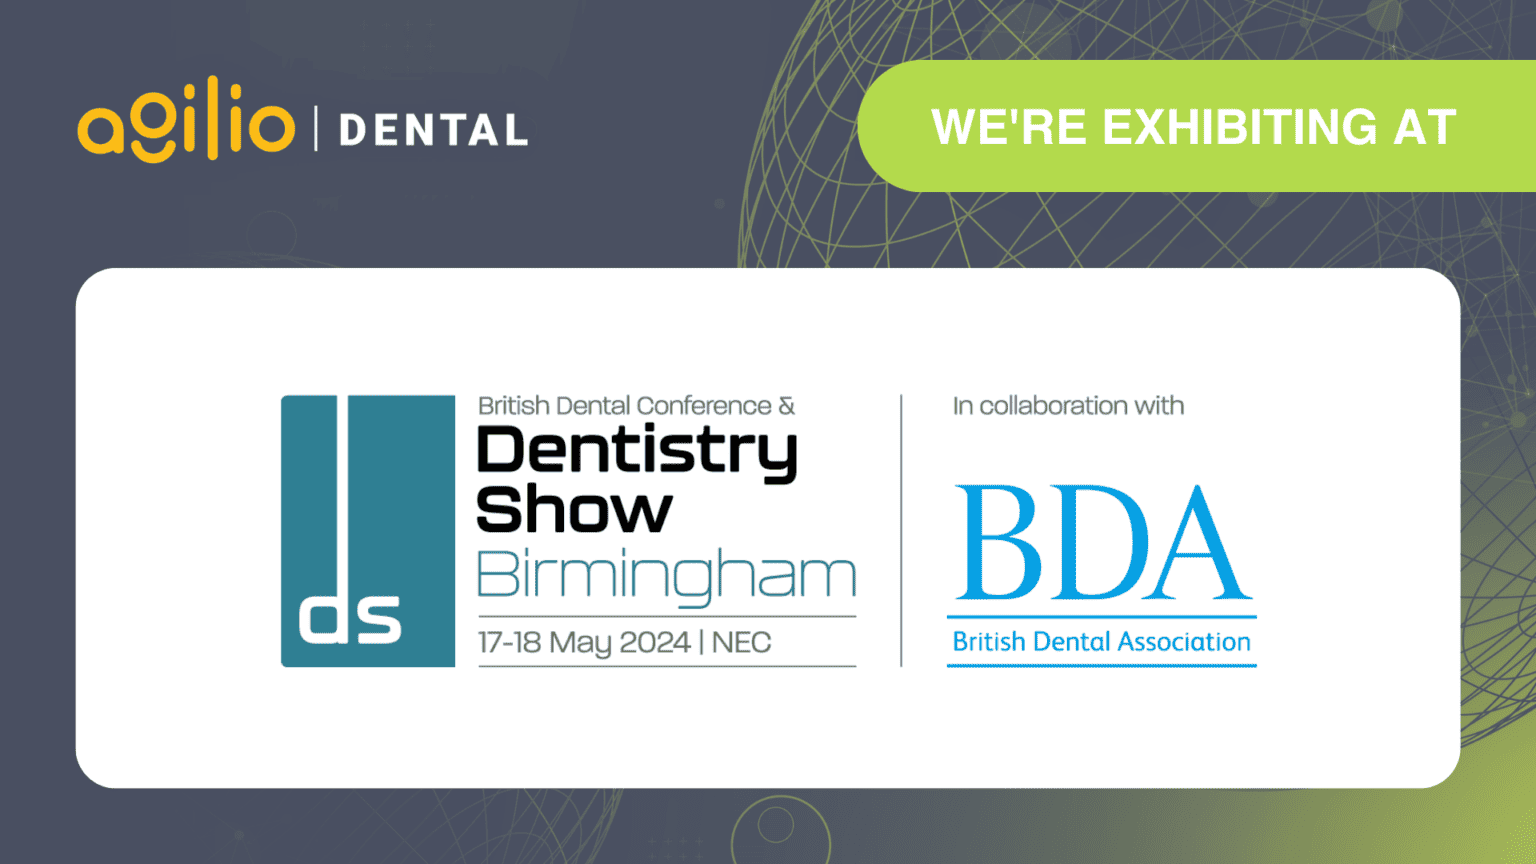 agilio | DENTAL
WE'RE EXHIBITING AT
ds
British Dental Conference &
Dentistry
Show
Birmingham
17-18 May 2024 | NEC
In collaboration with
BDA
British Dental Association